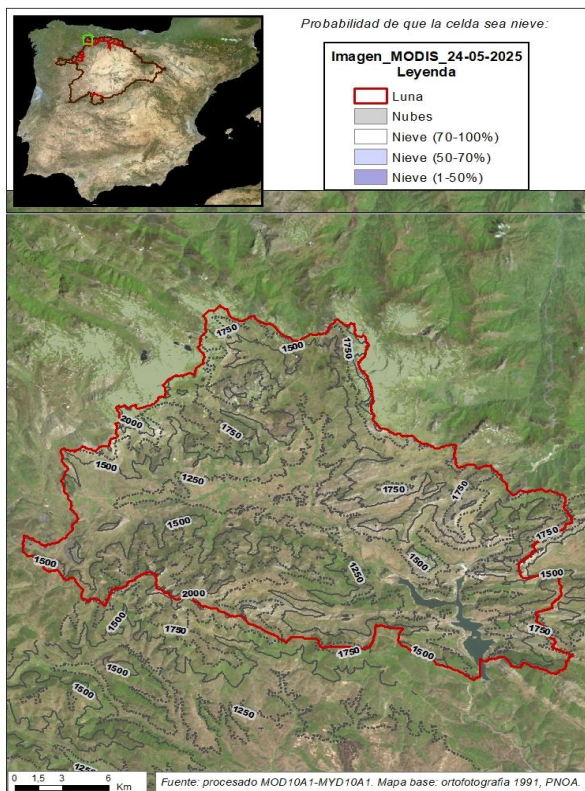 Probabilidad de que la celda sea nieve:
Imagen_MODIS_24-05-2025
Leyenda
Luna
Nubes
Nieve (70-100%)
Nieve (50-70%)
Nieve (1-50%)
1750
1500
1750
2000
1750
1500
1250
1750
1750
1500
1750
1500
1250
1500
1500
2000
1500
1750
1750
1750
1500
1500
1500
1250
1250
0 1,5 3 6
Km
Fuente: procesado MOD10A1-MYD10A1. Mapa base: ortofotografia 1991, PNOA.